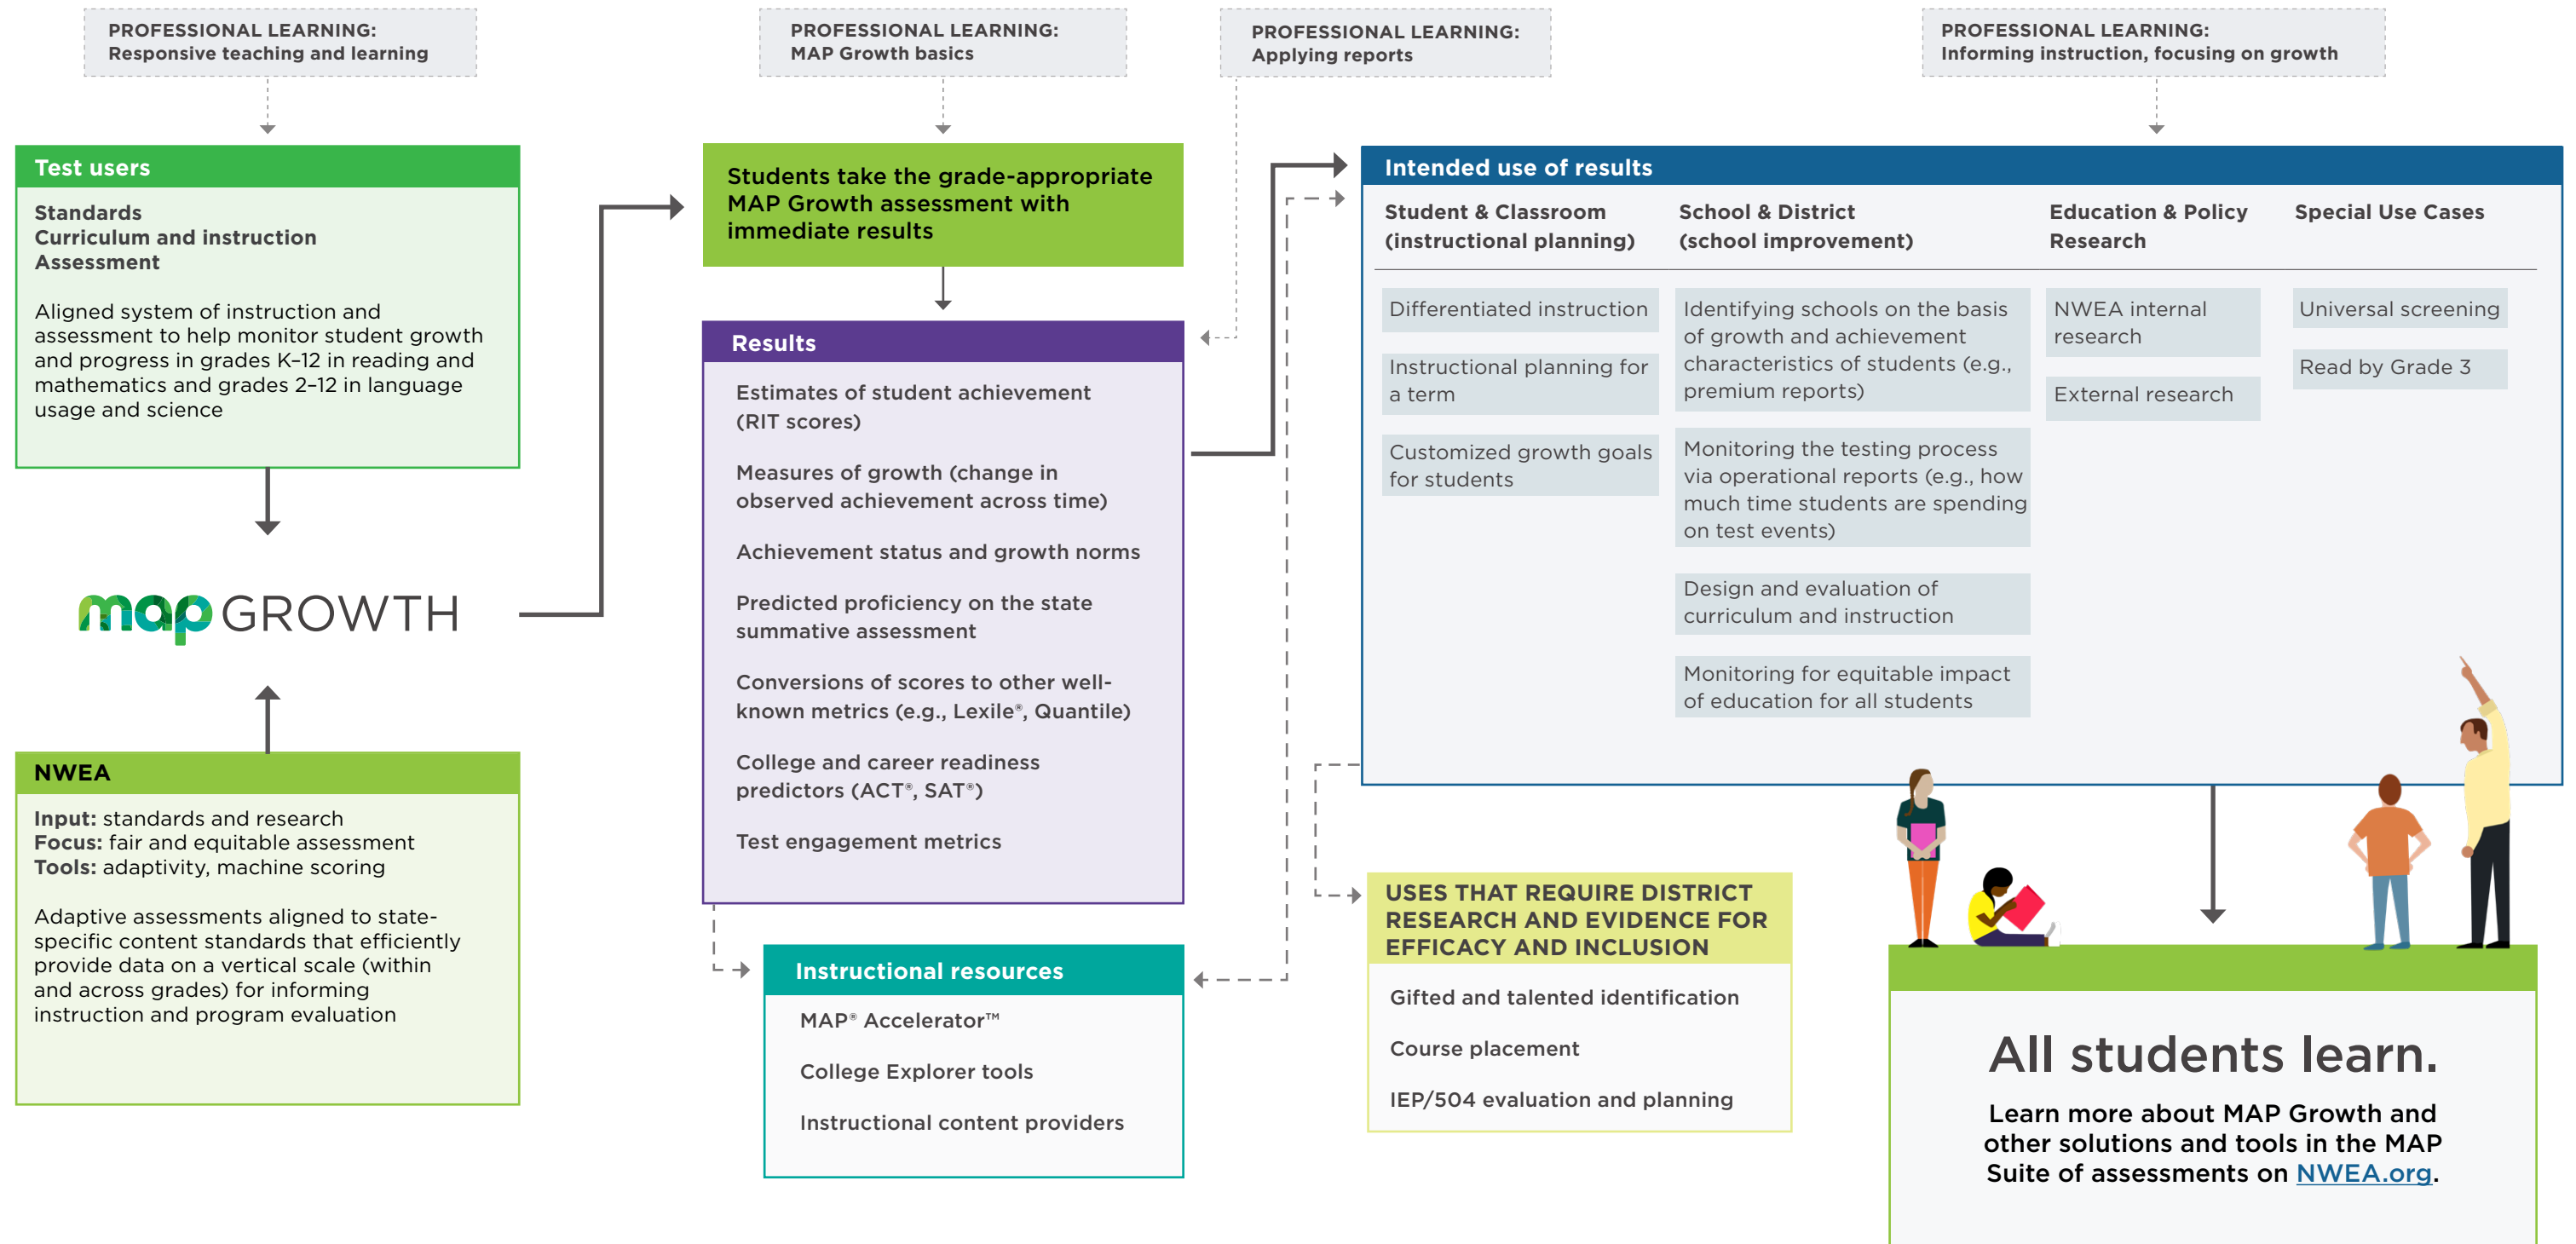 PROFESSIONAL LEARNING:
Responsive teaching and learning
PROFESSIONAL LEARNING:
MAP Growth basics
PROFESSIONAL LEARNING:
Applying reports
PROFESSIONAL LEARNING:
Informing instruction, focusing on growth
Test users
Standards
Curriculum and instruction
Assessment
Aligned system of instruction and
assessment to help monitor student growth
and progress in grades K–12 in reading and
mathematics and grades 2–12 in language
usage and science
map GROWTH
NWEA
Input: standards and research
Focus: fair and equitable assessment
Tools: adaptivity, machine scoring
Adaptive assessments aligned to state-
specific content standards that efficiently
provide data on a vertical scale (within
and across grades) for informing
instruction and program evaluation
Students take the grade-appropriate
MAP Growth assessment with
immediate results
Results
Estimates of student achievement
(RIT scores)
Measures of growth (change in
observed achievement across time)
Achievement status and growth norms
Predicted proficiency on the state
summative assessment
Conversions of scores to other well-
known metrics (e.g., Lexile®, Quantile)
College and career readiness
predictors (ACT®, SAT®)
Test engagement metrics
Instructional resources
MAP® Accelerator™
College Explorer tools
Instructional content providers
Intended use of results
Student & Classroom
(instructional planning)
Differentiated instruction
Instructional planning for
a term
Customized growth goals
for students
School & District
(school improvement)
Identifying schools on the basis
of growth and achievement
characteristics of students (e.g.,
premium reports)
Monitoring the testing process
via operational reports (e.g., how
much time students are spending
on test events)
Design and evaluation of
curriculum and instruction
Monitoring for equitable impact
of education for all students
Education & Policy
Research
NWEA internal
research
External research
Special Use Cases
Universal screening
Read by Grade 3
USES THAT REQUIRE DISTRICT
RESEARCH AND EVIDENCE FOR
EFFICACY AND INCLUSION
Gifted and talented identification
Course placement
IEP/504 evaluation and planning
All students learn.
Learn more about MAP Growth and
other solutions and tools in the MAP
Suite of assessments on NWEA.org.